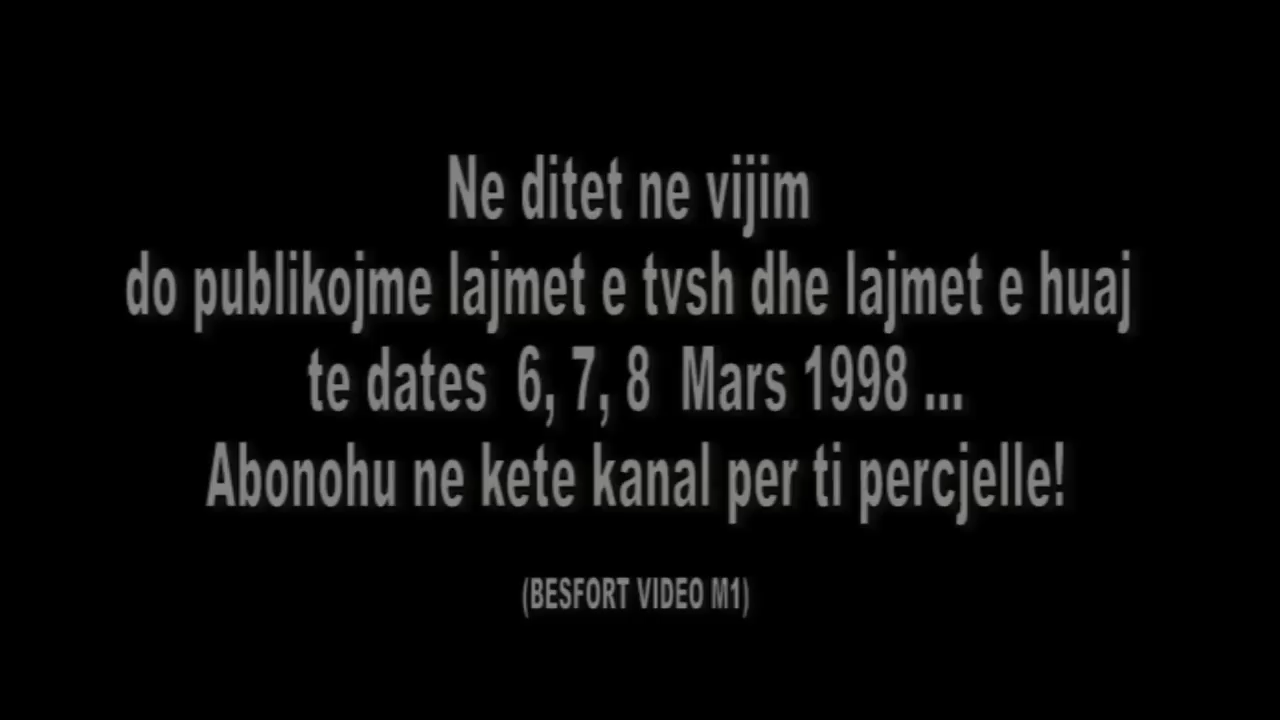 Ne ditet ne vijim
do publikojme lajmet e tvsh dhe lajmet e huaj
te dates 6, 7, 8 Mars 1998 ...
Abonohu ne kete kanal per ti percjelle!
(BESFORT VIDEO M1)